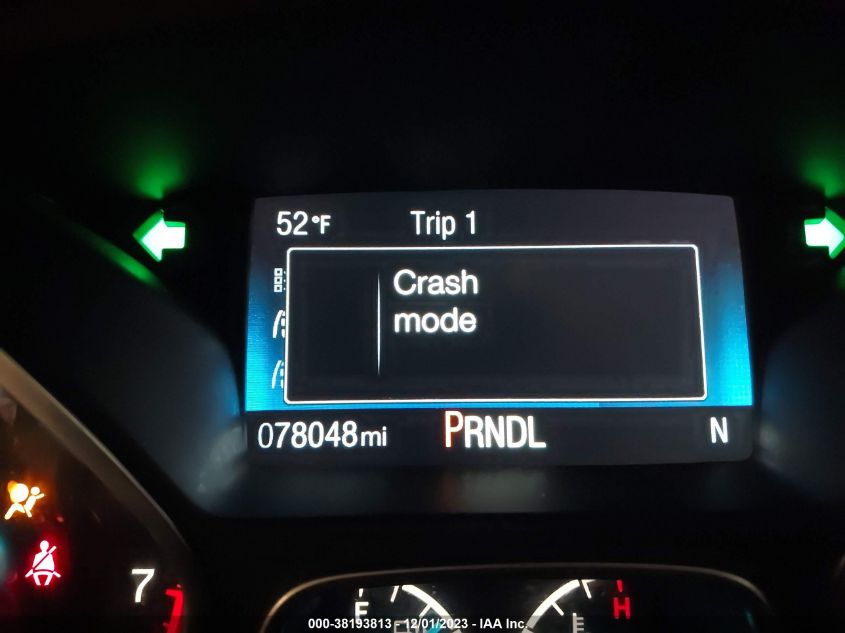 52°F Trip 1
Crash
mode
078048mi PRNDL N
7
F H
E
000-38193813 - 12/01/2023 - IAA Inc.